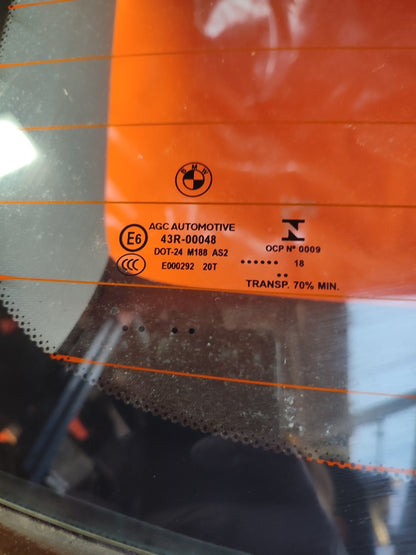 BMW
AGC AUTOMOTIVE
E6 43R-00048
DOT-24 M188 AS2
CCC E000292 20T
OCP Nº 0009
•••••• 18
••
TRANSP. 70% MIN.